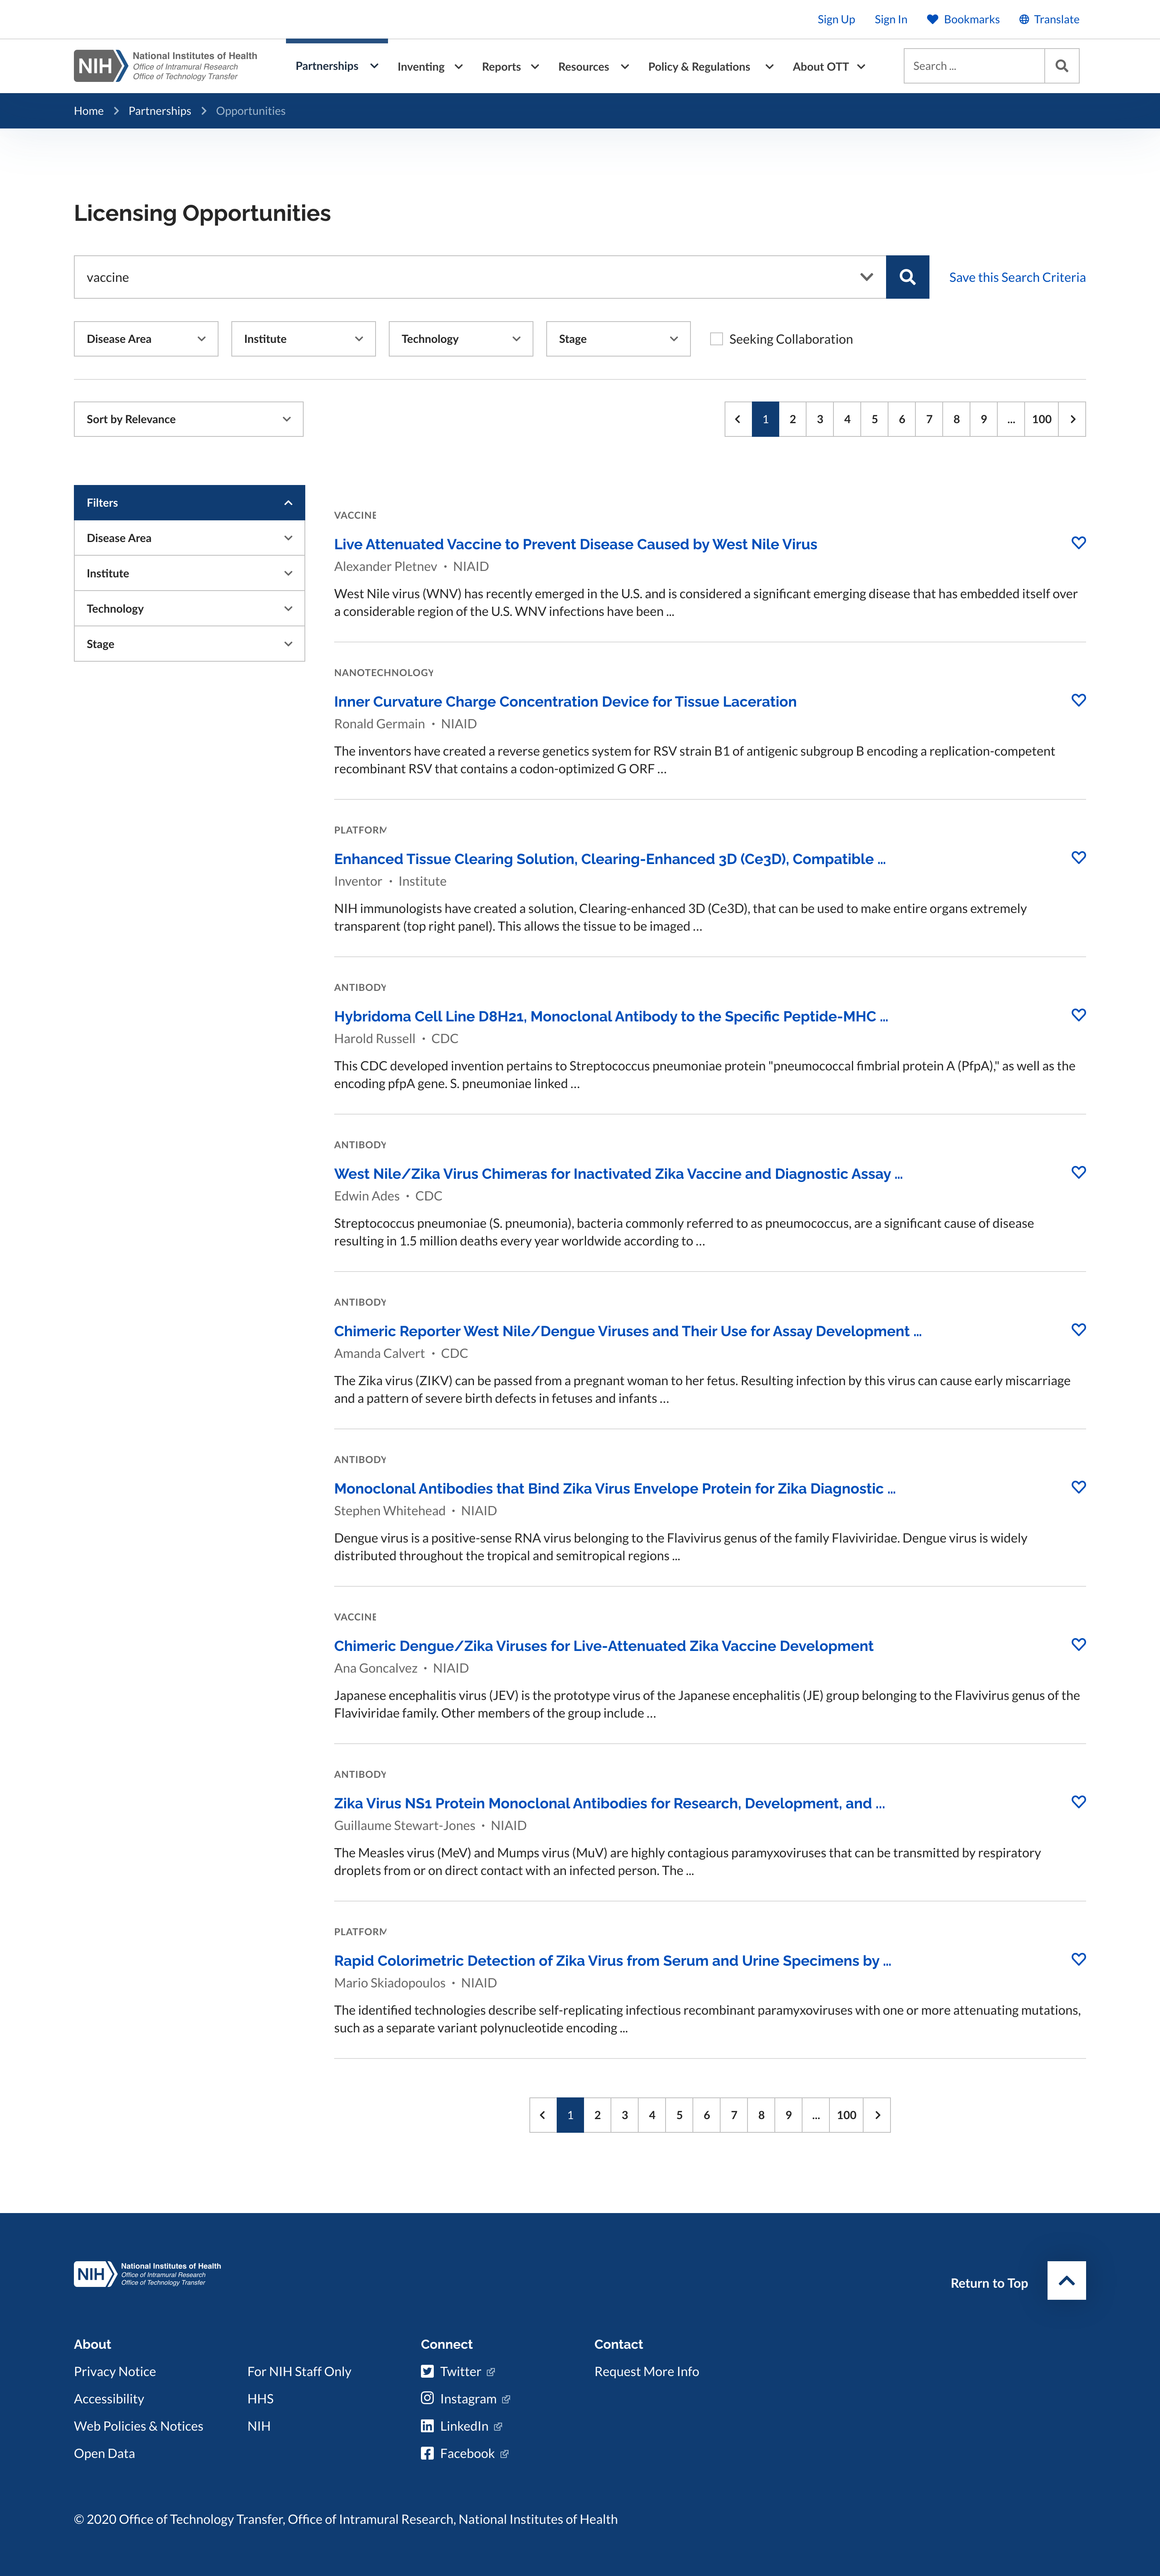 Sign Up Sign In Bookmarks Translate
NIH National Institutes of Health
Office of Intramural Research
Office of Technology Transfer
Partnerships Inventing Reports Resources Policy & Regulations About OTT Search ...
Home Partnerships Opportunities
Licensing Opportunities
vaccine
Save this Search Criteria
Disease Area Institute Technology Stage Seeking Collaboration
Sort by Relevance
1 2 3 4 5 6 7 8 9 ... 100
Filters
Disease Area
Institute
Technology
Stage
VACCINE
Live Attenuated Vaccine to Prevent Disease Caused by West Nile Virus
Alexander Pletnev · NIAID
West Nile virus (WNV) has recently emerged in the U.S. and is considered a significant emerging disease that has embedded itself over
a considerable region of the U.S. WNV infections have been ...
NANOTECHNOLOGY
Inner Curvature Charge Concentration Device for Tissue Laceration
Ronald Germain · NIAID
The inventors have created a reverse genetics system for RSV strain B1 of antigenic subgroup B encoding a replication-competent
recombinant RSV that contains a codon-optimized G ORF ...
PLATFORM
Enhanced Tissue Clearing Solution, Clearing-Enhanced 3D (Ce3D), Compatible ...
Inventor · Institute
NIH immunologists have created a solution, Clearing-enhanced 3D (Ce3D), that can be used to make entire organs extremely
transparent (top right panel). This allows the tissue to be imaged ...
ANTIBODY
Hybridoma Cell Line D8H21, Monoclonal Antibody to the Specific Peptide-MHC ...
Harold Russell · CDC
This CDC developed invention pertains to Streptococcus pneumoniae protein "pneumococcal fimbrial protein A (PfpA)," as well as the
encoding pfpA gene. S. pneumoniae linked ...
ANTIBODY
West Nile/Zika Virus Chimeras for Inactivated Zika Vaccine and Diagnostic Assay ...
Edwin Ades · CDC
Streptococcus pneumoniae (S. pneumonia), bacteria commonly referred to as pneumococcus, are a significant cause of disease
resulting in 1.5 million deaths every year worldwide according to ...
ANTIBODY
Chimeric Reporter West Nile/Dengue Viruses and Their Use for Assay Development ...
Amanda Calvert · CDC
The Zika virus (ZIKV) can be passed from a pregnant woman to her fetus. Resulting infection by this virus can cause early miscarriage
and a pattern of severe birth defects in fetuses and infants ...
ANTIBODY
Monoclonal Antibodies that Bind Zika Virus Envelope Protein for Zika Diagnostic ...
Stephen Whitehead · NIAID
Dengue virus is a positive-sense RNA virus belonging to the Flavivirus genus of the family Flaviviridae. Dengue virus is widely
distributed throughout the tropical and semitropical regions ...
VACCINE
Chimeric Dengue/Zika Viruses for Live-Attenuated Zika Vaccine Development
Ana Goncalvez · NIAID
Japanese encephalitis virus (JEV) is the prototype virus of the Japanese encephalitis (JE) group belonging to the Flavivirus genus of the
Flaviviridae family. Other members of the group include ...
ANTIBODY
Zika Virus NS1 Protein Monoclonal Antibodies for Research, Development, and ...
Guillaume Stewart-Jones · NIAID
The Measles virus (MeV) and Mumps virus (MuV) are highly contagious paramyxoviruses that can be transmitted by respiratory
droplets from or on direct contact with an infected person. The ...
PLATFORM
Rapid Colorimetric Detection of Zika Virus from Serum and Urine Specimens by ...
Mario Skiadopoulos · NIAID
The identified technologies describe self-replicating infectious recombinant paramyxoviruses with one or more attenuating mutations,
such as a separate variant polynucleotide encoding ...
1 2 3 4 5 6 7 8 9 ... 100
NIH National Institutes of Health
Office of Intramural Research
Office of Technology Transfer
Return to Top
About Connect Contact
Privacy Notice For NIH Staff Only Twitter Request More Info
Accessibility HHS Instagram
Web Policies & Notices NIH LinkedIn
Open Data Facebook
© 2020 Office of Technology Transfer, Office of Intramural Research, National Institutes of Health